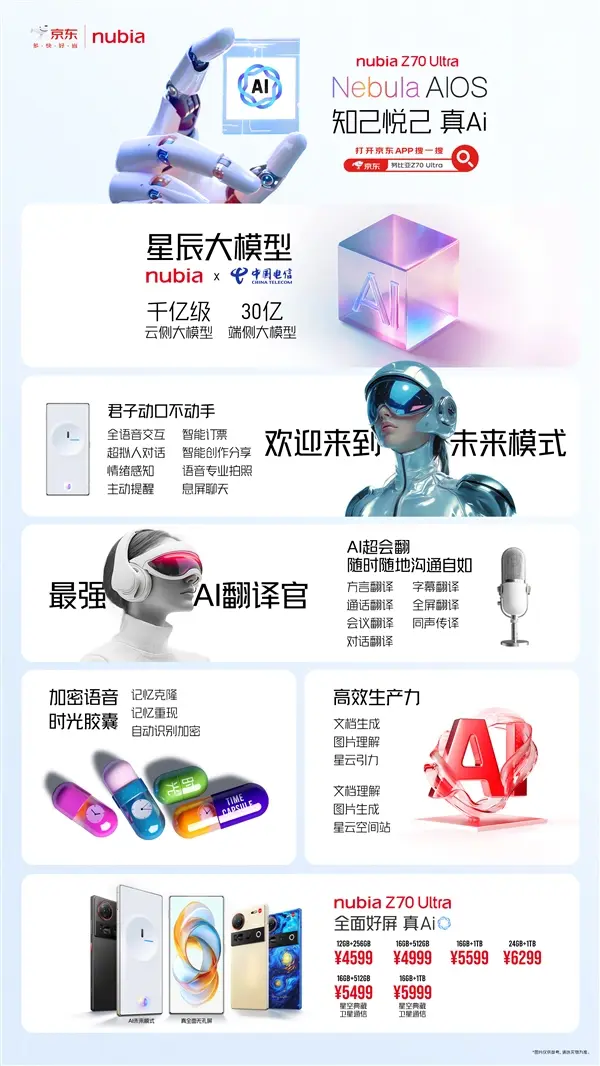 京东
多·快·好·省
nubia
AI
nubia Z70 Ultra
Nebula AIOS
知己悦己 真Ai
打开京东APP搜一搜
京东
努比亚Z70 Ultra
星辰大模型
nubia x 中国电信
CHINA TELECOM
千亿级 30亿
云侧大模型 端侧大模型
AI
君子动口不动手
全语音交互 智能订票
超拟人对话 智能创作分享
情绪感知 语音专业拍照
主动提醒 息屏聊天
欢迎来到 未来模式
最强 AI翻译官
AI超会翻
随时随地沟通自如
方言翻译 字幕翻译
通话翻译 全屏翻译
会议翻译 同声传译
对话翻译
加密语音
时光胶囊
记忆克隆
记忆重现
自动识别加密
时光
TIME
CAPSULE
高效生产力
文档生成
图片理解
星云引力
文档理解
图片生成
星云空间站
AI
nubia Z70 Ultra
全面好屏 真Ai
12GB+256GB 16GB+512GB 16GB+1TB 24GB+1TB
¥4599 ¥4999 ¥5599 ¥6299
16GB+512GB 16GB+1TB
¥5499 ¥5999
星空典藏 星空典藏
卫星通信 卫星通信
AI未来模式 真全面无孔屏
*图片仅供参考，请以实物为准。